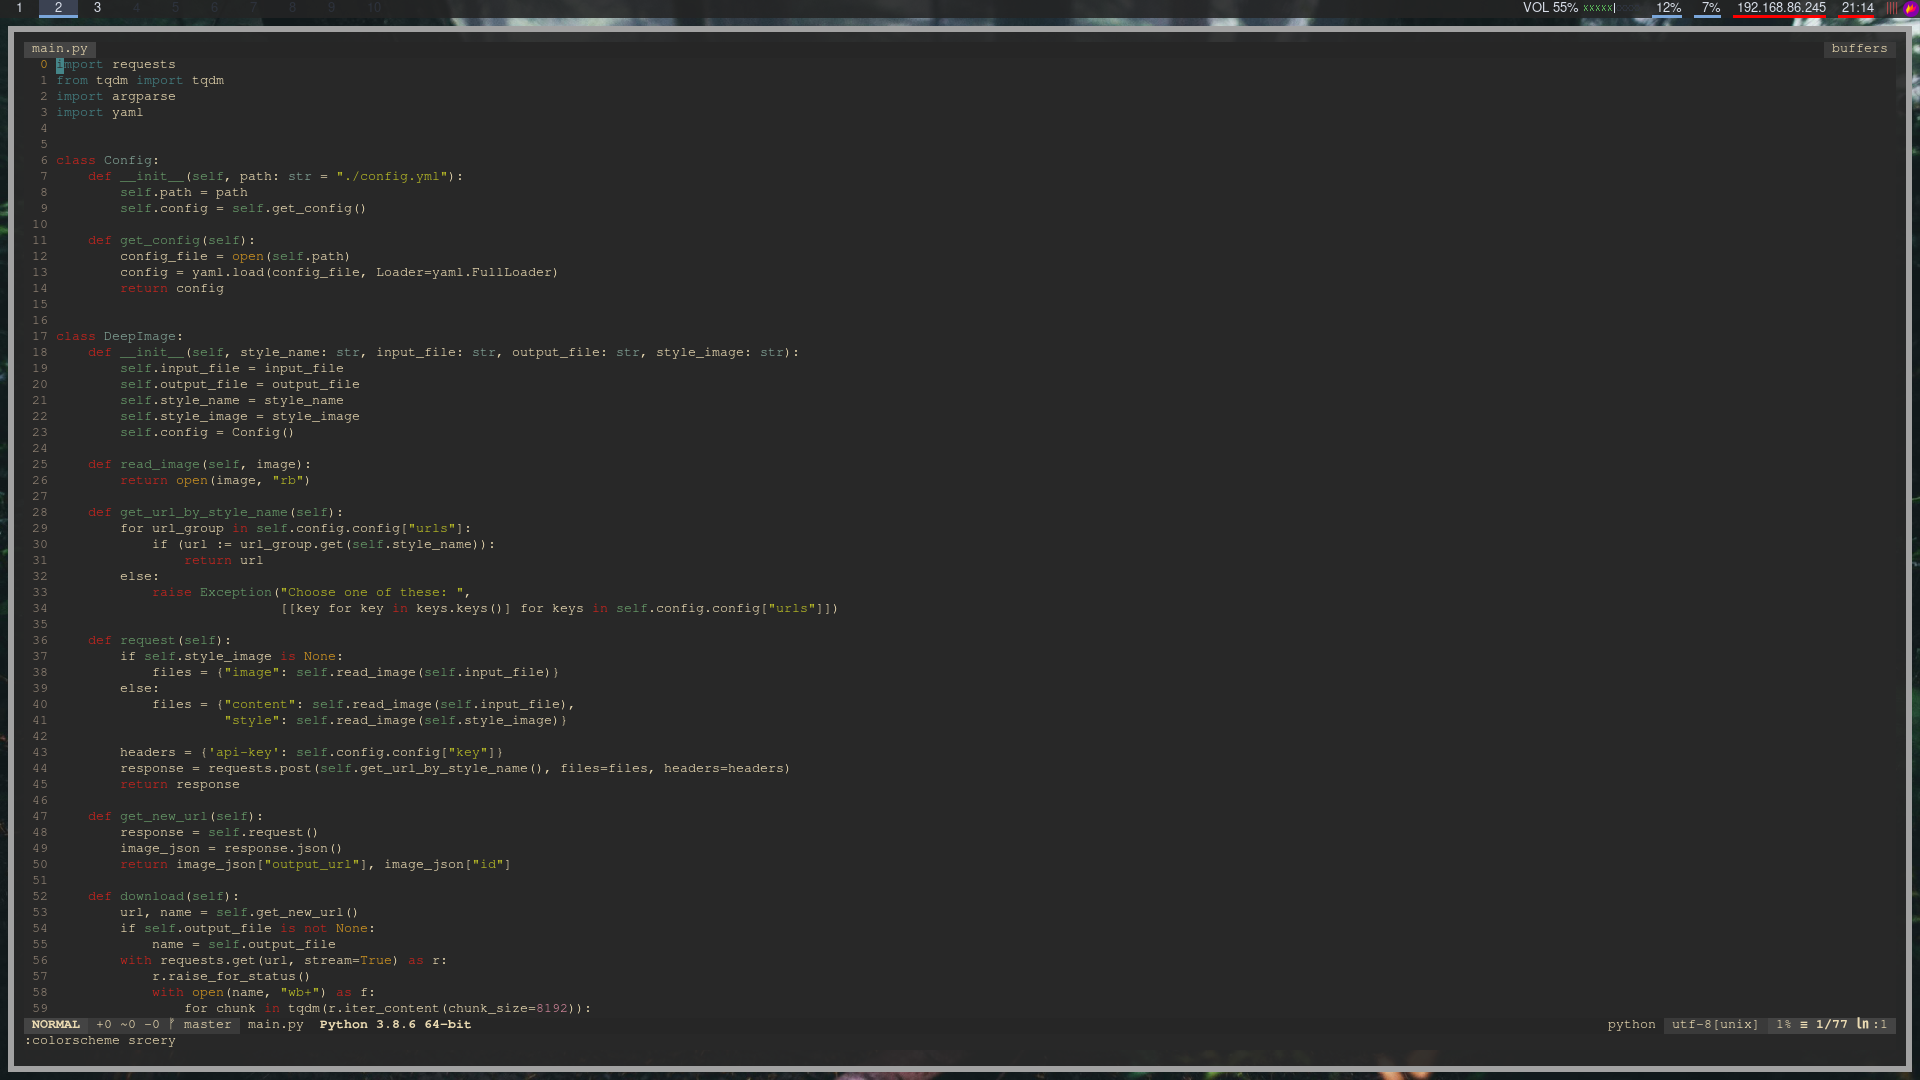 1 2 3 4 5 6 7 8 9 10 VOL 55% xxxxx| 12% 7% 192.168.86.245 21:14
main.py buffers
0 import requests
1 from tqdm import tqdm
2 import argparse
3 import yaml
4
5
6 class Config:
7     def __init__(self, path: str = "./config.yml"):
8         self.path = path
9         self.config = self.get_config()
10
11     def get_config(self):
12         config_file = open(self.path)
13         config = yaml.load(config_file, Loader=yaml.FullLoader)
14         return config
15
16
17 class DeepImage:
18     def __init__(self, style_name: str, input_file: str, output_file: str, style_image: str):
19         self.input_file = input_file
20         self.output_file = output_file
21         self.style_name = style_name
22         self.style_image = style_image
23         self.config = Config()
24
25     def read_image(self, image):
26         return open(image, "rb")
27
28     def get_url_by_style_name(self):
29         for url_group in self.config.config["urls"]:
30             if (url := url_group.get(self.style_name)):
31                 return url
32         else:
33             raise Exception("Choose one of these: ",
34                             [[key for key in keys.keys()] for keys in self.config.config["urls"]])
35
36     def request(self):
37         if self.style_image is None:
38             files = {"image": self.read_image(self.input_file)}
39         else:
40             files = {"content": self.read_image(self.input_file),
41                      "style": self.read_image(self.style_image)}
42
43         headers = {'api-key': self.config.config["key"]}
44         response = requests.post(self.get_url_by_style_name(), files=files, headers=headers)
45         return response
46
47     def get_new_url(self):
48         response = self.request()
49         image_json = response.json()
50         return image_json["output_url"], image_json["id"]
51
52     def download(self):
53         url, name = self.get_new_url()
54         if self.output_file is not None:
55             name = self.output_file
56         with requests.get(url, stream=True) as r:
57             r.raise_for_status()
58             with open(name, "wb+") as f:
59                 for chunk in tqdm(r.iter_content(chunk_size=8192)):
NORMAL +0 ~0 -0 ᚠ master main.py Python 3.8.6 64-bit python utf-8[unix] 1% ≡ 1/77 ln :1
:colorscheme srcery